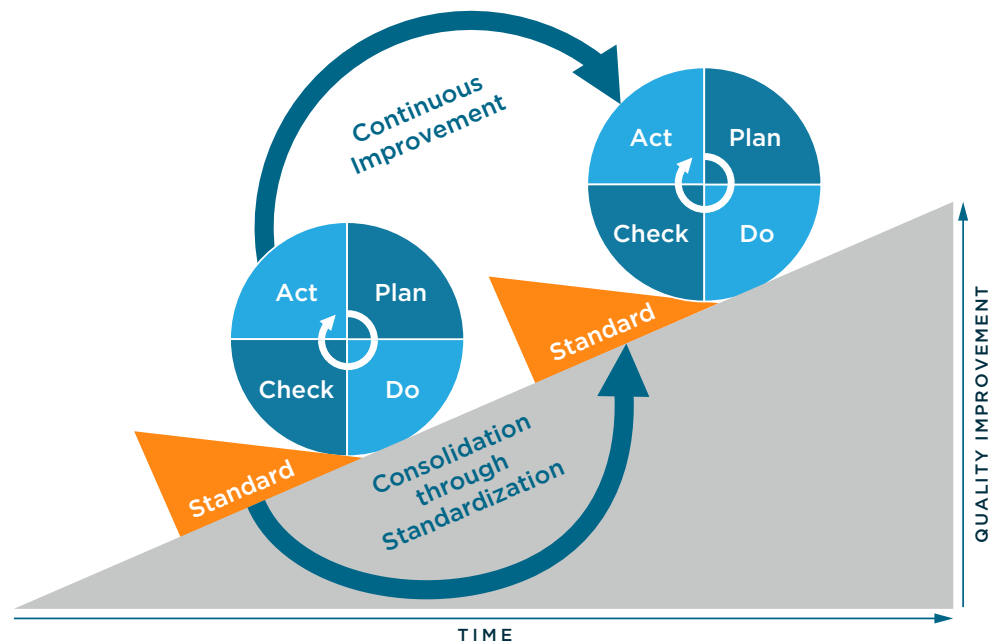 Continuous
Improvement
Act
Plan
Check
Do
Standard
Act
Plan
Check
Do
Standard
Consolidation
through
Standardization
QUALITY IMPROVEMENT
TIME